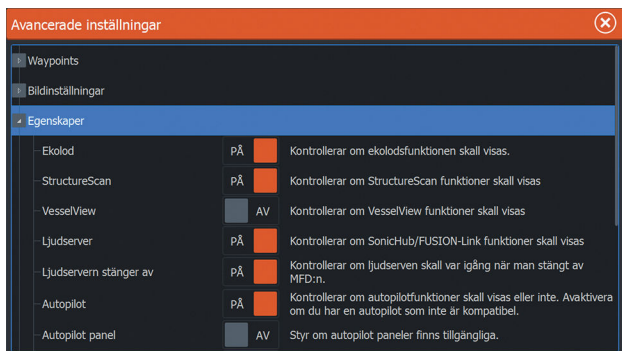 Avancerade inställningar
Waypoints
Bildinställningar
Egenskaper
Ekolod PÅ Kontrollerar om ekolodsfunktionen skall visas.
StructureScan PÅ Kontrollerar om StructureScan funktioner skall visas
VesselView AV Kontrollerar om VesselView funktioner skall visas
Ljudserver PÅ Kontrollerar om SonicHub/FUSION-Link funktioner skall visas
Ljudservern stänger av PÅ Kontrollerar om ljudserven skall var igång när man stängt av
MFD:n.
Autopilot PÅ Kontrollerar om autopilotfunktioner skall visas eller inte. Avaktivera
om du har en autopilot som inte är kompatibel.
Autopilot panel AV Styr om autopilot paneler finns tillgängliga.